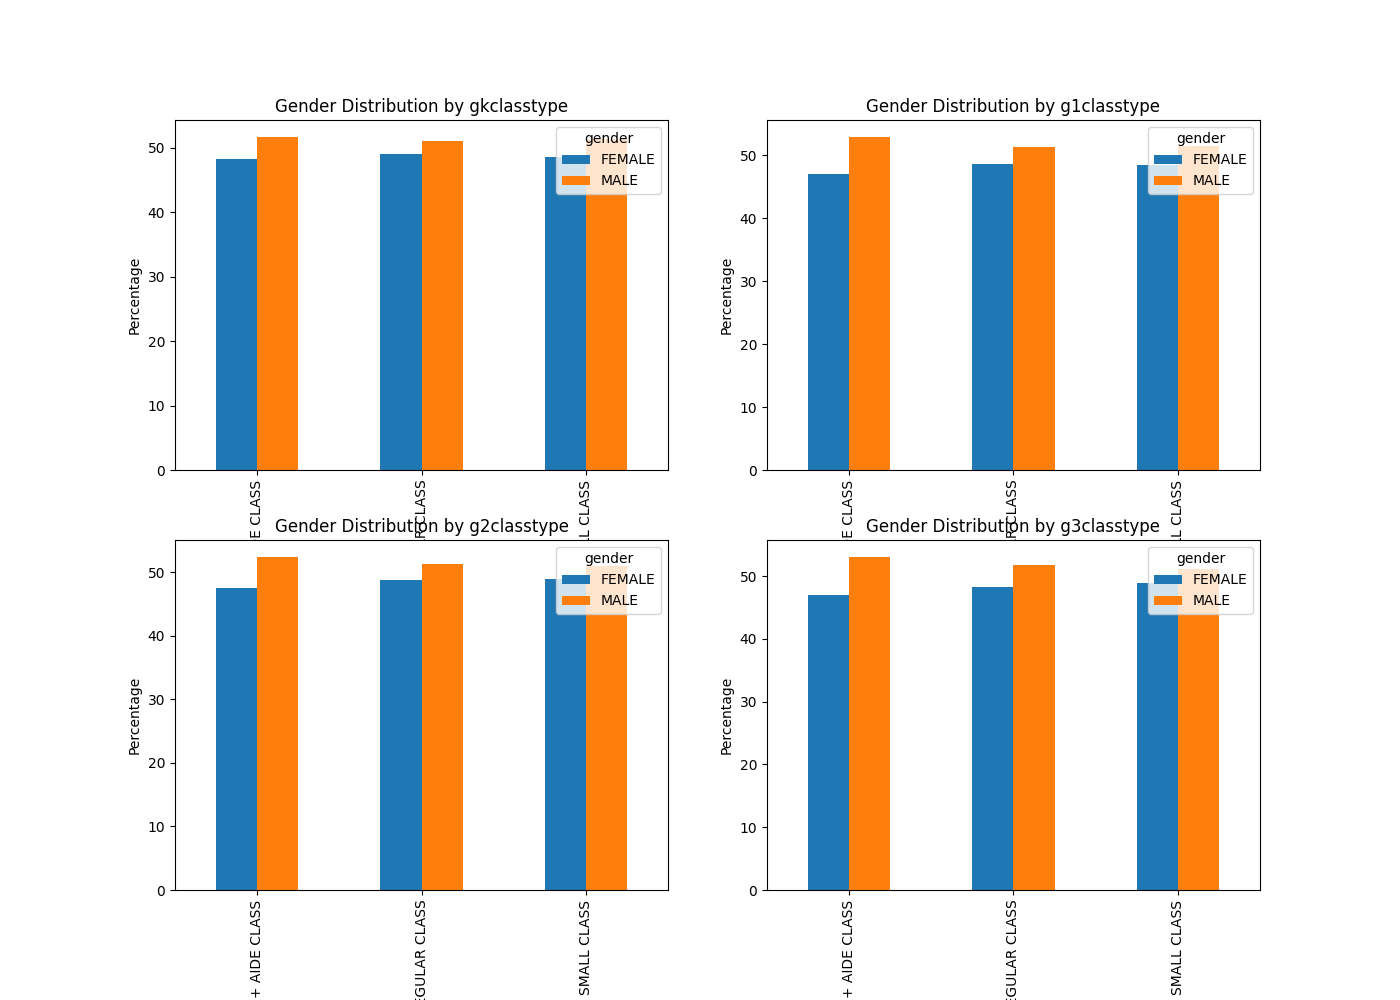 Gender Distribution by gkclasstype
Percentage
50
40
30
20
10
0
gender
FEMALE
MALE
CLASS
CLASS
CLASS
Gender Distribution by g1classtype
Percentage
50
40
30
20
10
0
gender
FEMALE
MALE
CLASS
CLASS
CLASS
Gender Distribution by g2classtype
Percentage
50
40
30
20
10
0
gender
FEMALE
MALE
+ AIDE CLASS
EGULAR CLASS
SMALL CLASS
Gender Distribution by g3classtype
Percentage
50
40
30
20
10
0
gender
FEMALE
MALE
+ AIDE CLASS
EGULAR CLASS
SMALL CLASS